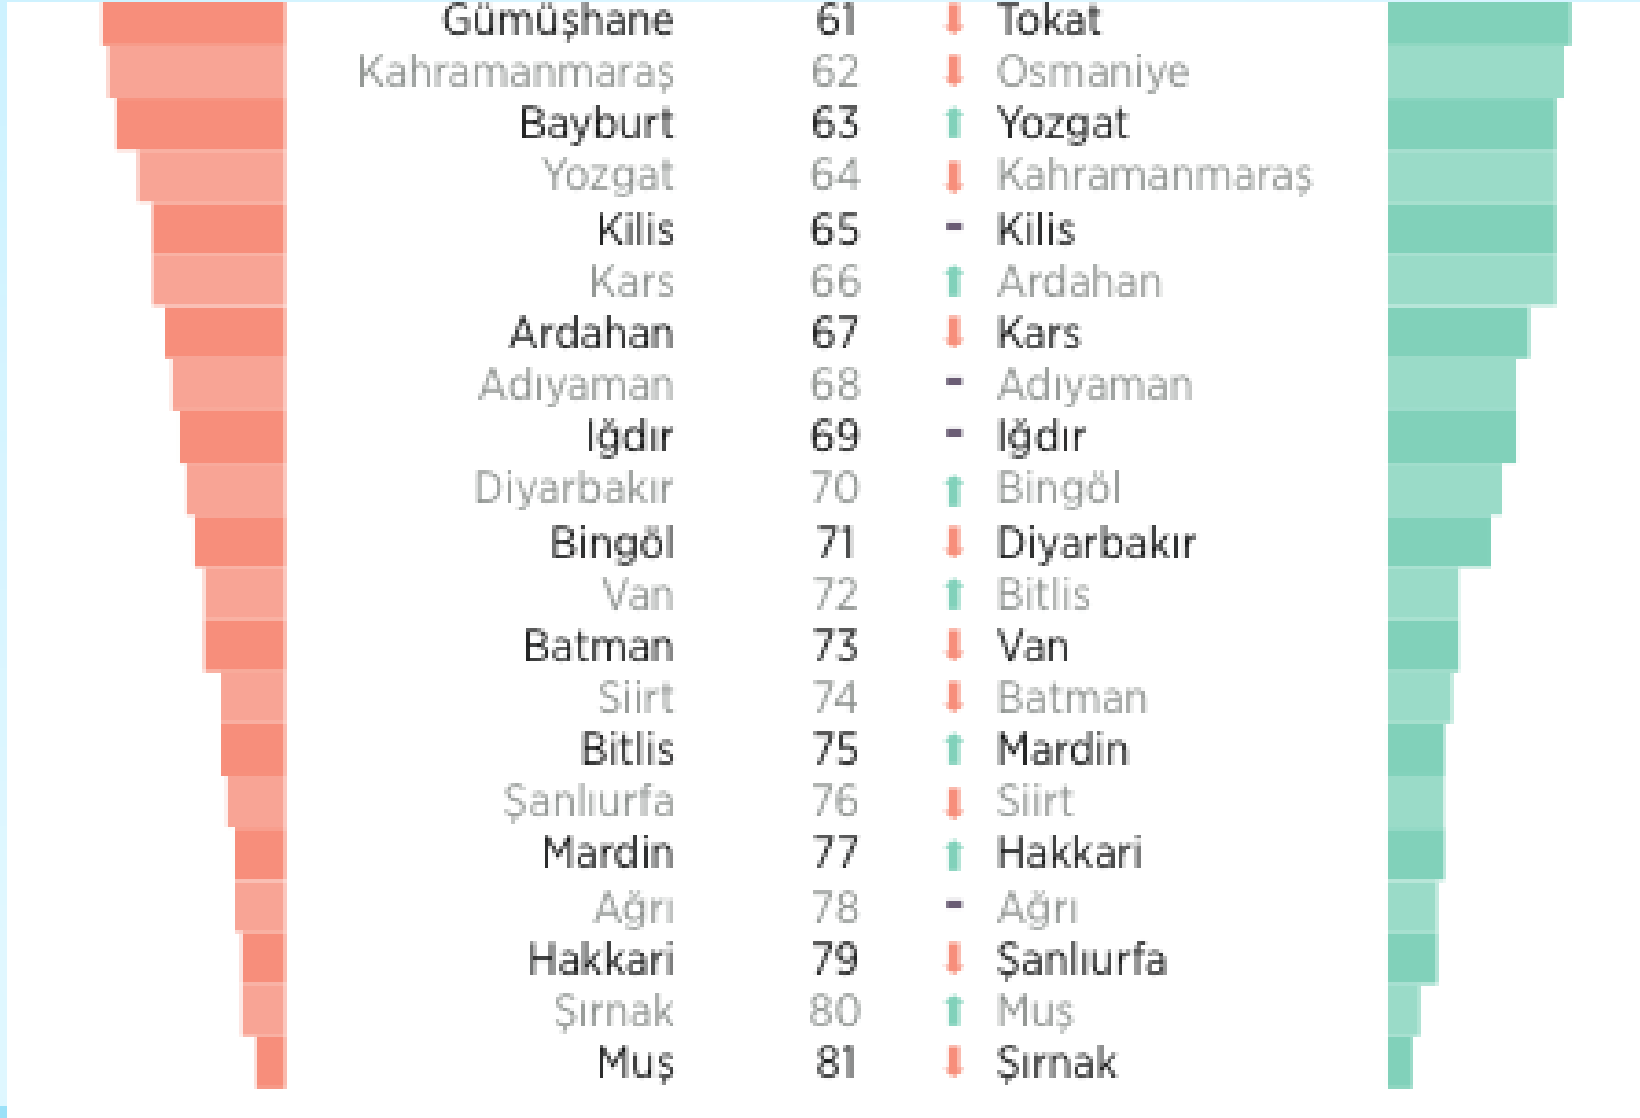 Gümüşhane 61 Tokat
Kahramanmaraş 62 Osmaniye
Bayburt 63 Yozgat
Yozgat 64 Kahramanmaraş
Kilis 65 - Kilis
Kars 66 Ardahan
Ardahan 67 Kars
Adıyaman 68 - Adıyaman
Iğdır 69 - Iğdır
Diyarbakır 70 Bingöl
Bingöl 71 Diyarbakır
Van 72 Bitlis
Batman 73 Van
Siirt 74 Batman
Bitlis 75 Mardin
Şanlıurfa 76 Siirt
Mardin 77 Hakkari
Ağrı 78 - Ağrı
Hakkari 79 Şanlıurfa
Şırnak 80 Muş
Muş 81 Şırnak